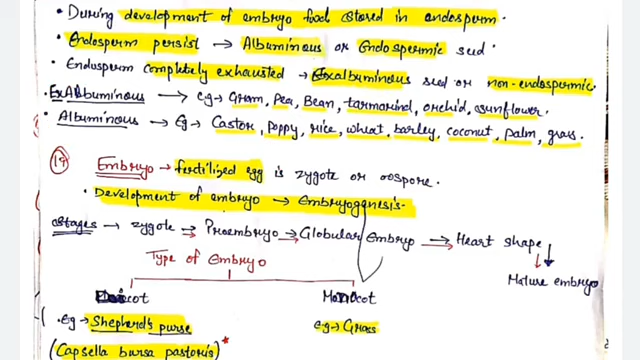 • During development of embryo food stored in endosperm.
• Endosperm persist → Albuminous or Endospermic seed.
• Endosperm completely exhausted → Exalbuminous seed or non-endospermic.
• ExAlbuminous → eg → Gram, Pea, Bean, tarmarind, orchid, sunflower.
• Albuminous → Eg → Castor, poppy, rice, wheat, barley, coconut, palm, grass.
19 Embryo → fertilized egg is zygote or oospore.
• Development of embryo → Embryogenesis.
Stages → zygote → Proembryo → Globular Embryo → Heart shape
↓ Mature embryo
Type of Embryo
Dicot Monocot
• eg → Shepherd's purse eg → Grass
(Capsella bursa pastoris)*